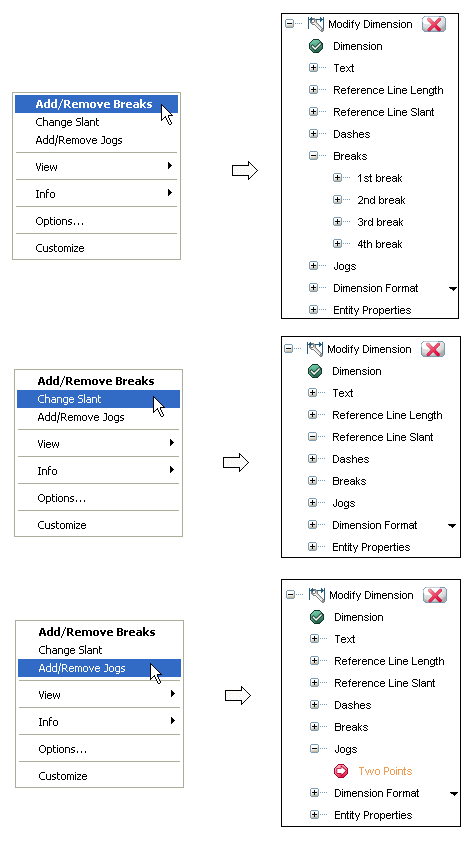 Add/Remove Breaks
Change Slant
Add/Remove Jogs
View
Info
Options...
Customize
Modify Dimension
Dimension
Text
Reference Line Length
Reference Line Slant
Dashes
Breaks
1st break
2nd break
3rd break
4th break
Jogs
Dimension Format
Entity Properties
Add/Remove Breaks
Change Slant
Add/Remove Jogs
View
Info
Options...
Customize
Modify Dimension
Dimension
Text
Reference Line Length
Reference Line Slant
Dashes
Breaks
Jogs
Dimension Format
Entity Properties
Add/Remove Breaks
Change Slant
Add/Remove Jogs
View
Info
Options...
Customize
Modify Dimension
Dimension
Text
Reference Line Length
Reference Line Slant
Dashes
Breaks
Jogs
Two Points
Dimension Format
Entity Properties